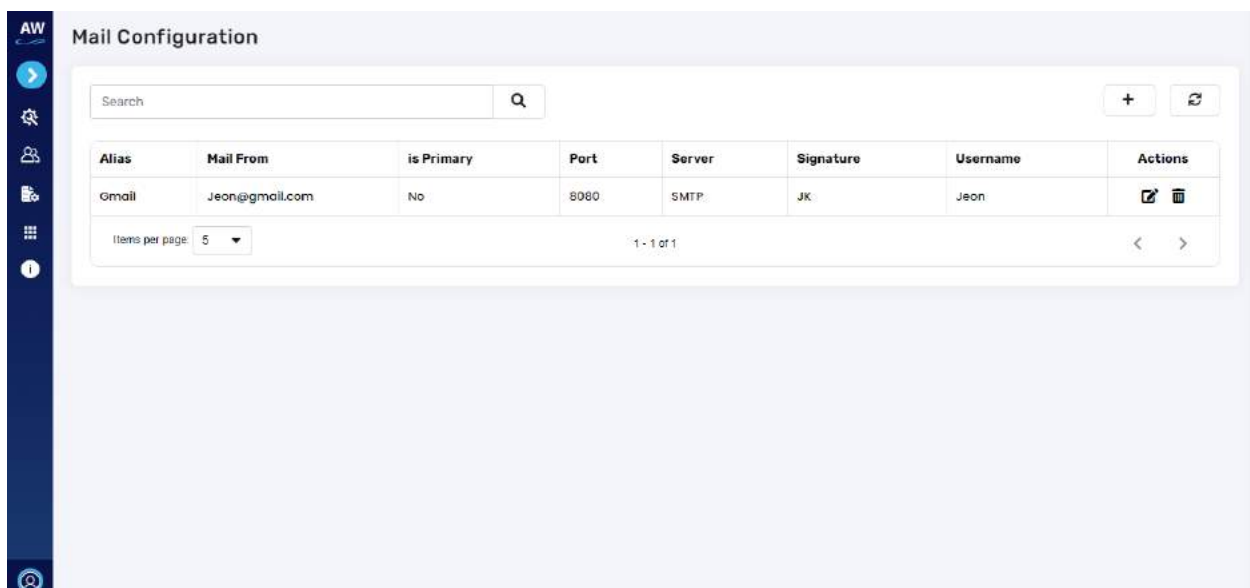 AW
Mail Configuration
Search
Alias Mail From is Primary Port Server Signature Username Actions
Gmail Jeon@gmail.com No 8080 SMTP JK Jeon
Items per page: 5 1 - 1 of 1